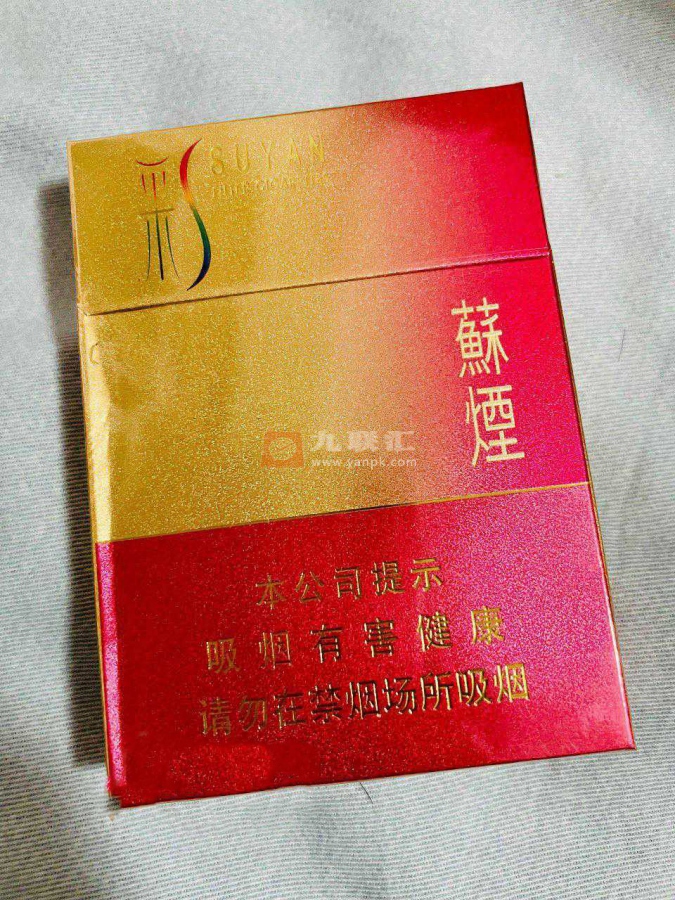 彩
SUYAN
蘇煙
九联汇
www.yanpk.com
本公司提示
吸烟有害健康
请勿在禁烟场所吸烟